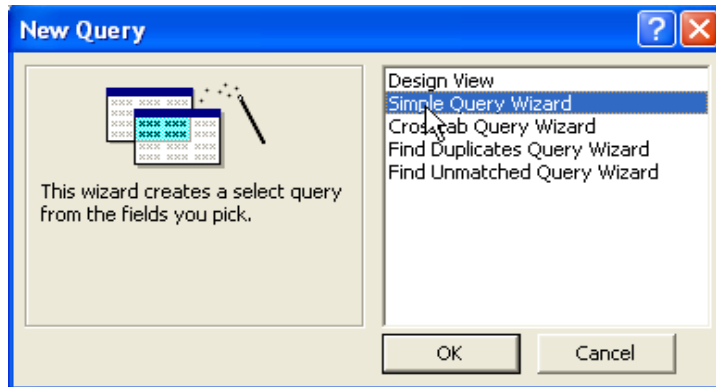 New Query
This wizard creates a select query
from the fields you pick.
Design View
Simple Query Wizard
Crosstab Query Wizard
Find Duplicates Query Wizard
Find Unmatched Query Wizard
OK
Cancel